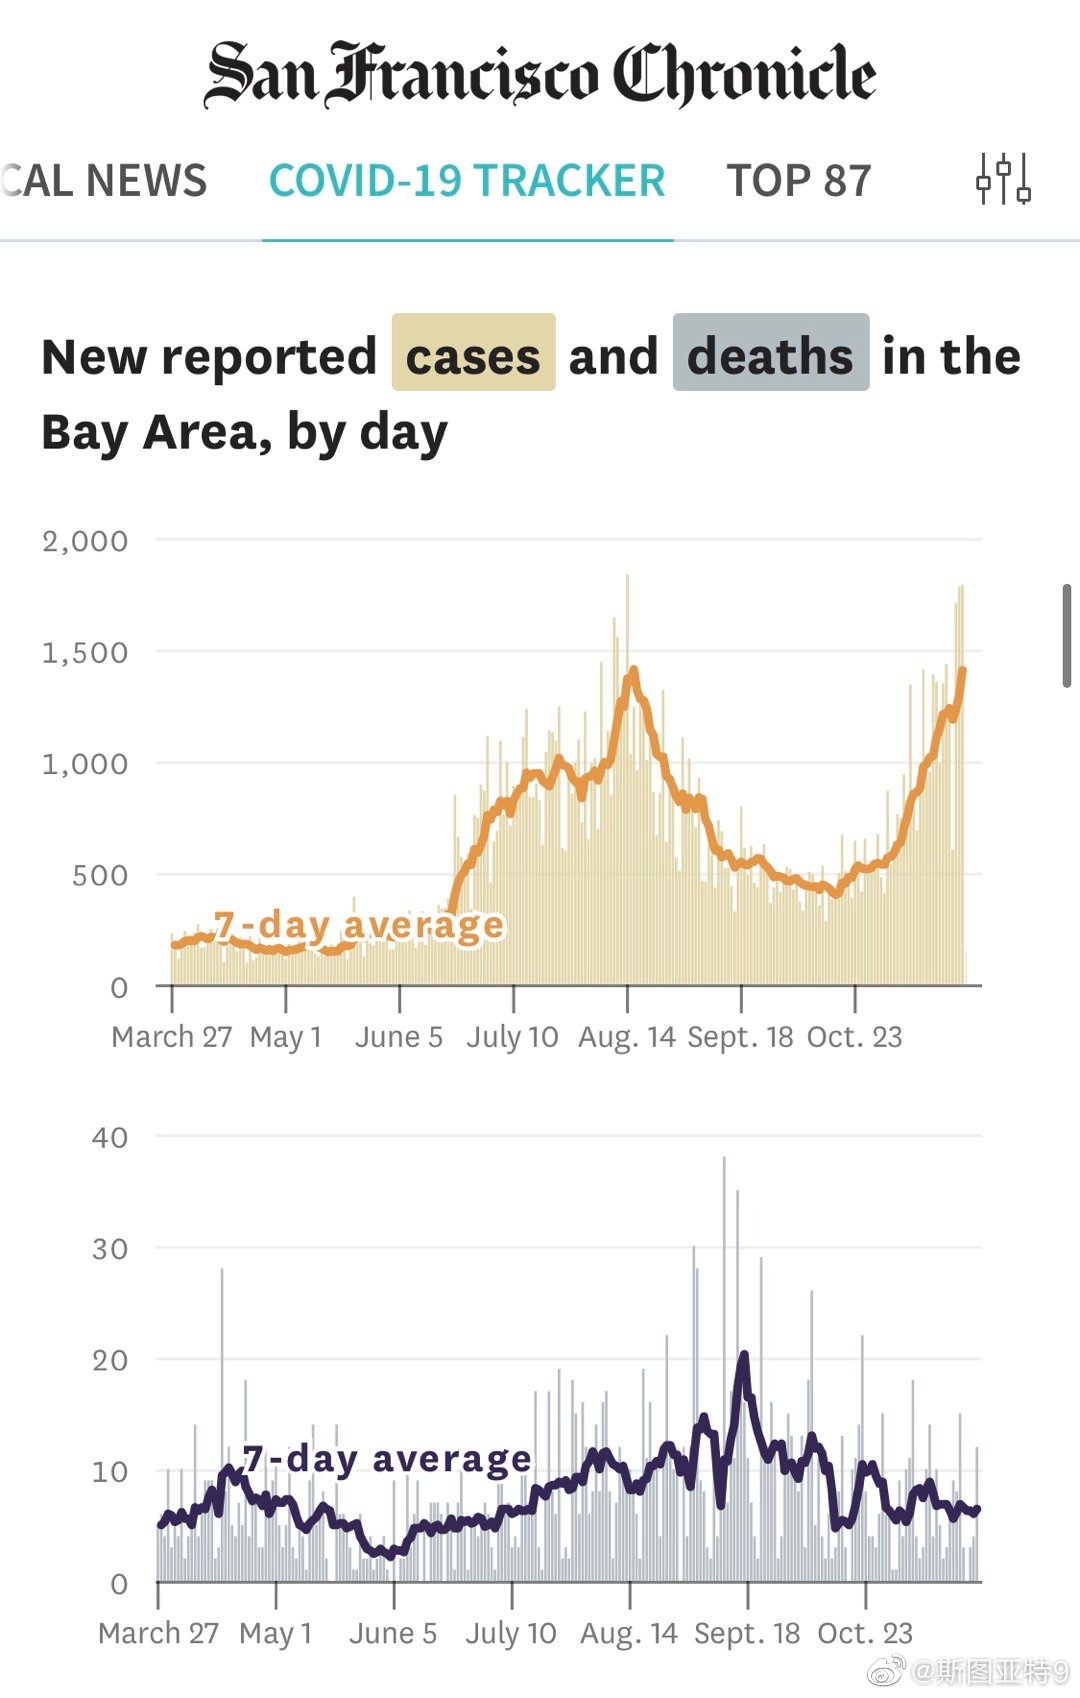 San Francisco Chronicle
CAL NEWS COVID-19 TRACKER TOP 87
New reported cases and deaths in the
Bay Area, by day
2,000
1,500
1,000
500
7-day average
0
March 27 May 1 June 5 July 10 Aug. 14 Sept. 18 Oct. 23
40
30
20
7-day average
10
0
March 27 May 1 June 5 July 10 Aug. 14 Sept. 18 Oct. 23
@斯图亚特9